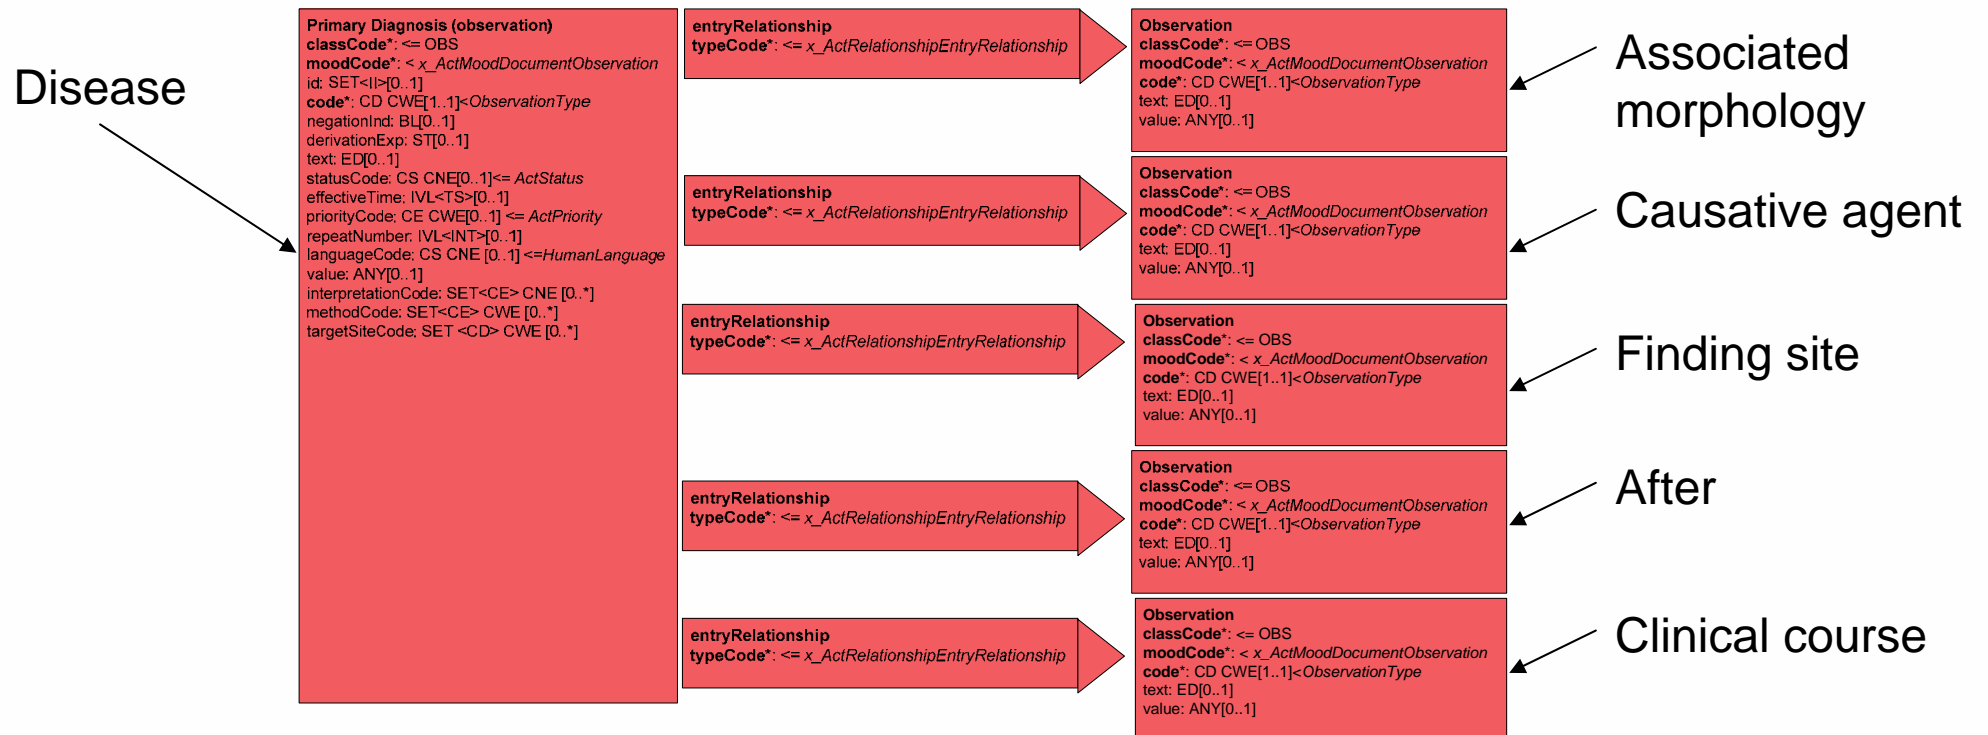 Disease
Primary Diagnosis (observation)
classCode*: <= OBS
moodCode*: < x_ActMoodDocumentObservation
id: SET<II>[0..1]
code*: CD CWE[1..1]<ObservationType
negationInd: BL[0..1]
derivationExp: ST[0..1]
text: ED[0..1]
statusCode: CS CNE[0..1]<= ActStatus
effectiveTime: IVL<TS>[0..1]
priorityCode: CE CWE[0..1] <= ActPriority
repeatNumber: IVL<INT>[0..1]
languageCode: CS CNE [0..1] <=HumanLanguage
value: ANY[0..1]
interpretationCode: SET<CE> CNE [0..*]
methodCode: SET<CE> CWE [0..*]
targetSiteCode: SET <CD> CWE [0..*]
entryRelationship
typeCode*: <= x_ActRelationshipEntryRelationship
Observation
classCode*: <= OBS
moodCode*: < x_ActMoodDocumentObservation
code*: CD CWE[1..1]<ObservationType
text: ED[0..1]
value: ANY[0..1]
Associated
morphology
entryRelationship
typeCode*: <= x_ActRelationshipEntryRelationship
Observation
classCode*: <= OBS
moodCode*: < x_ActMoodDocumentObservation
code*: CD CWE[1..1]<ObservationType
text: ED[0..1]
value: ANY[0..1]
Causative agent
entryRelationship
typeCode*: <= x_ActRelationshipEntryRelationship
Observation
classCode*: <= OBS
moodCode*: < x_ActMoodDocumentObservation
code*: CD CWE[1..1]<ObservationType
text: ED[0..1]
value: ANY[0..1]
Finding site
entryRelationship
typeCode*: <= x_ActRelationshipEntryRelationship
Observation
classCode*: <= OBS
moodCode*: < x_ActMoodDocumentObservation
code*: CD CWE[1..1]<ObservationType
text: ED[0..1]
value: ANY[0..1]
After
entryRelationship
typeCode*: <= x_ActRelationshipEntryRelationship
Observation
classCode*: <= OBS
moodCode*: < x_ActMoodDocumentObservation
code*: CD CWE[1..1]<ObservationType
text: ED[0..1]
value: ANY[0..1]
Clinical course